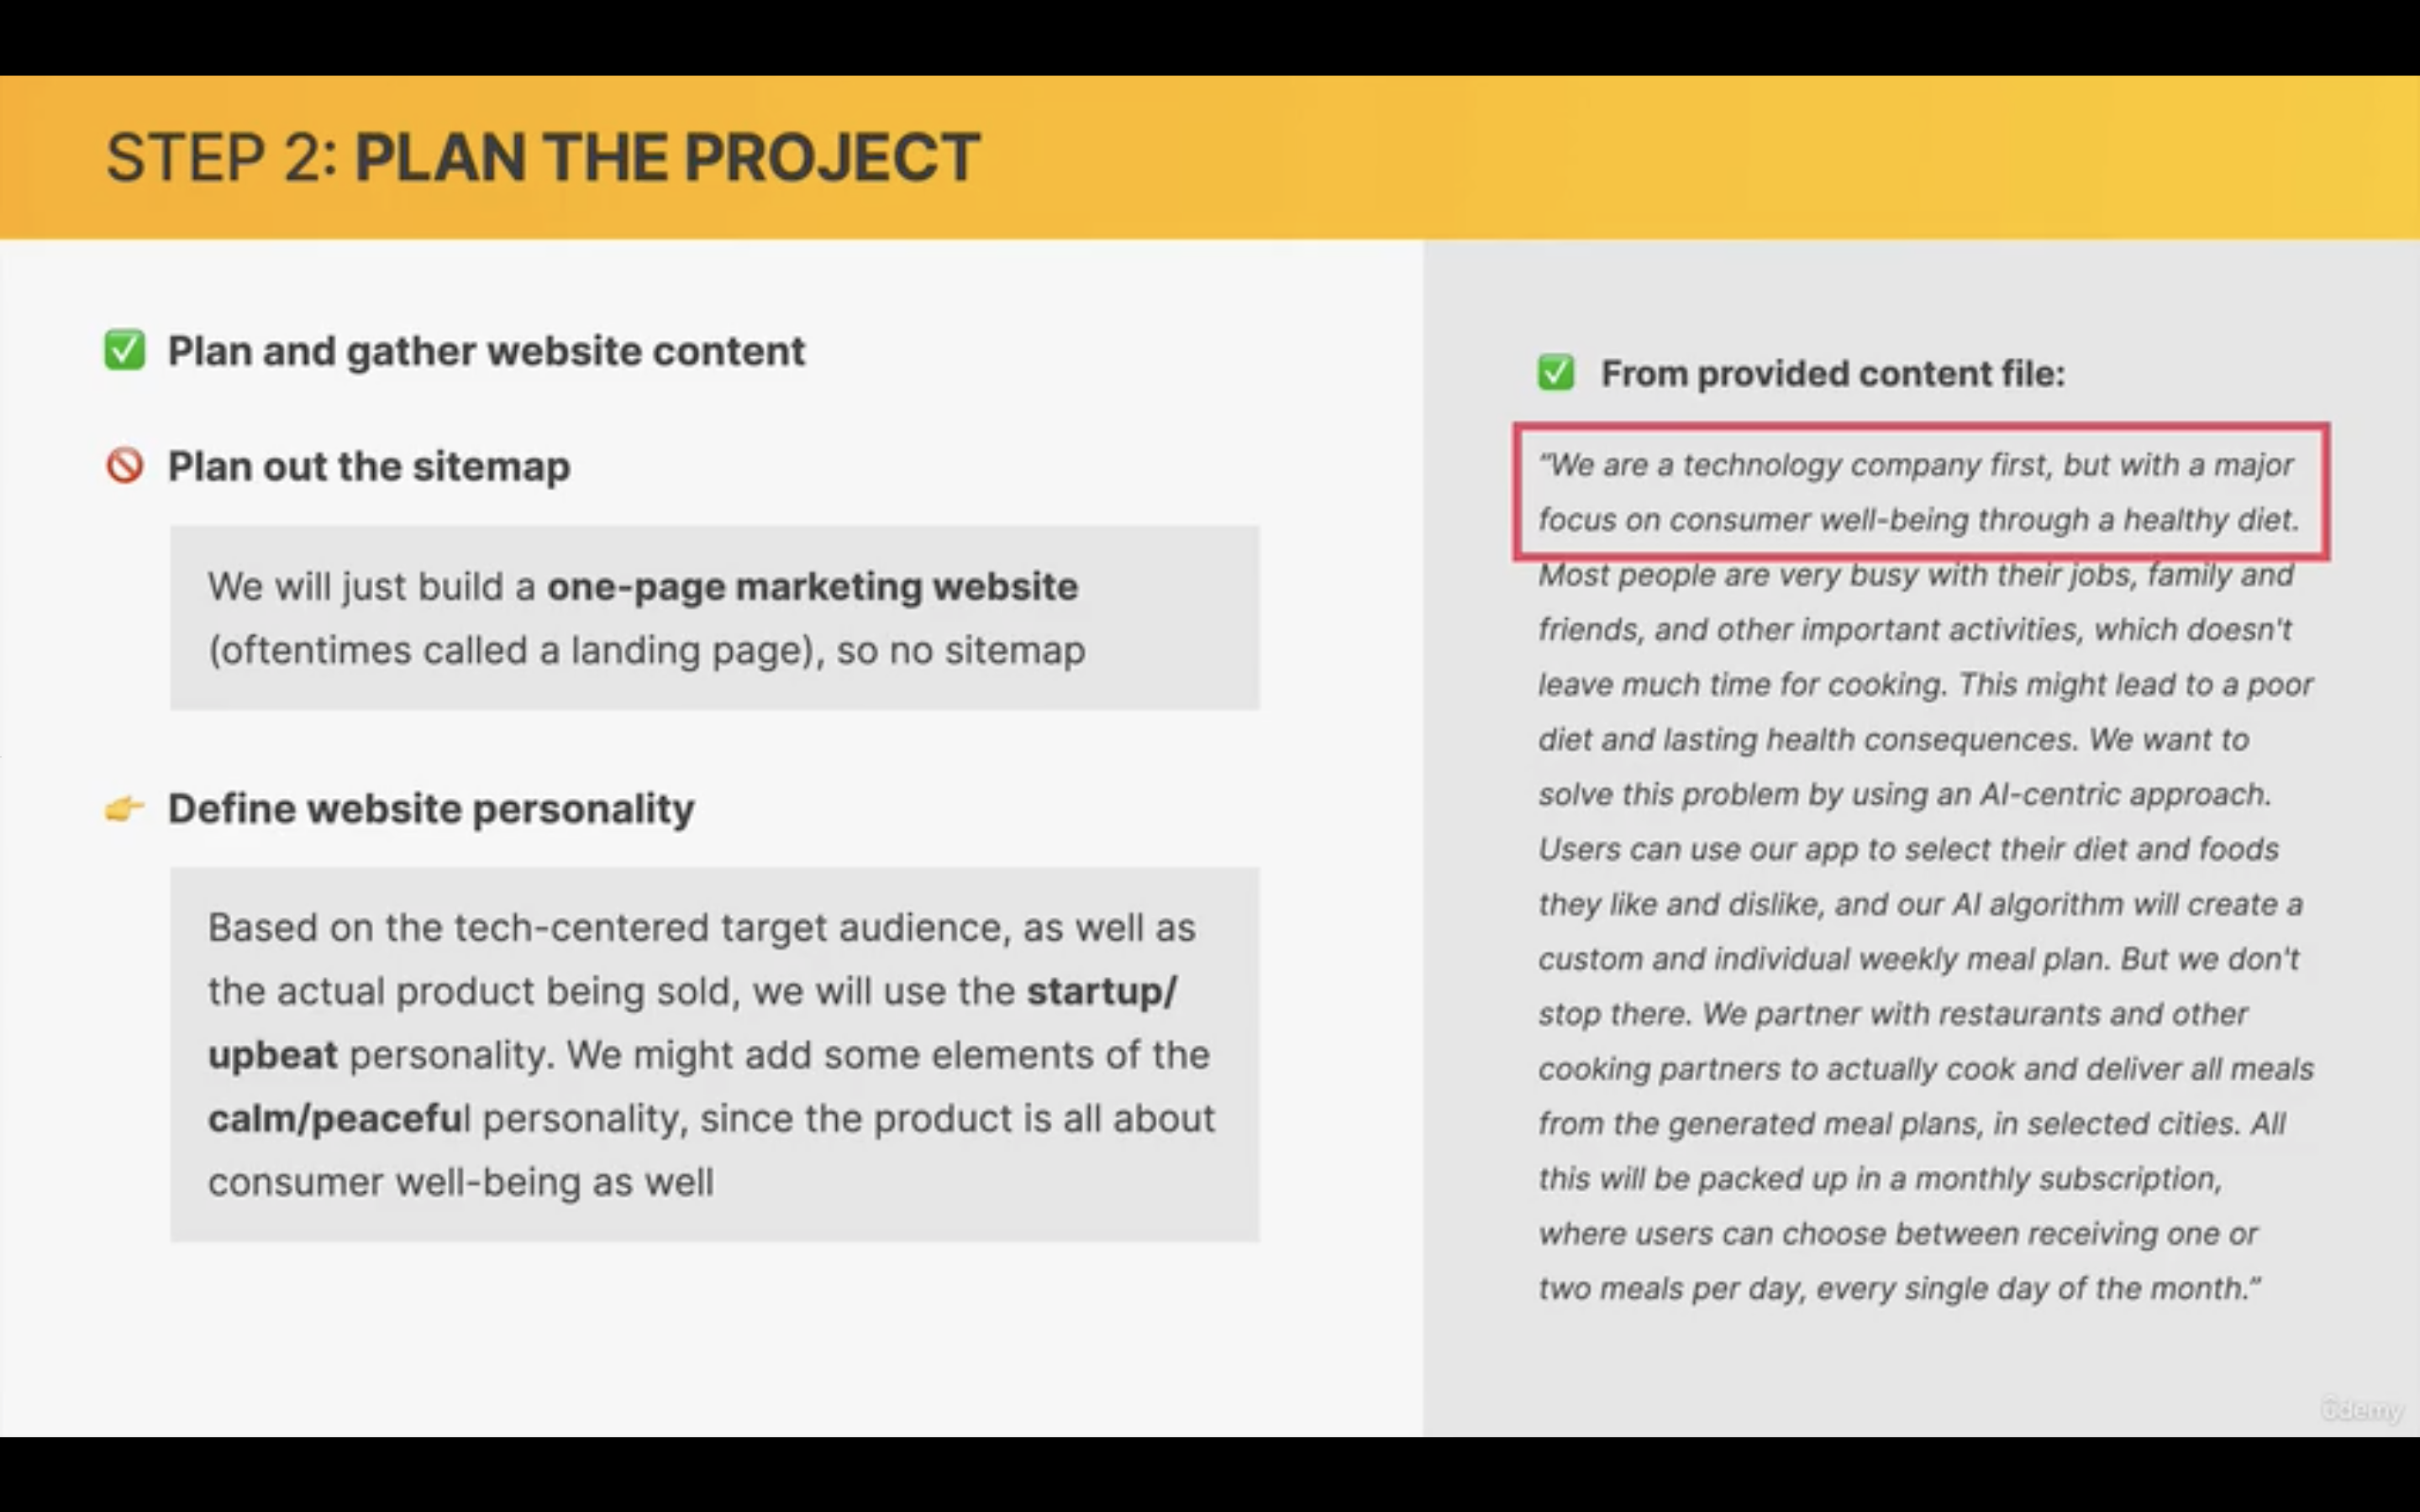 STEP 2: PLAN THE PROJECT
✅ Plan and gather website content
🚫 Plan out the sitemap
We will just build a one-page marketing website
(oftentimes called a landing page), so no sitemap
👉 Define website personality
Based on the tech-centered target audience, as well as
the actual product being sold, we will use the startup/
upbeat personality. We might add some elements of the
calm/peaceful personality, since the product is all about
consumer well-being as well
✅ From provided content file:
“We are a technology company first, but with a major
focus on consumer well-being through a healthy diet.
Most people are very busy with their jobs, family and
friends, and other important activities, which doesn't
leave much time for cooking. This might lead to a poor
diet and lasting health consequences. We want to
solve this problem by using an AI-centric approach.
Users can use our app to select their diet and foods
they like and dislike, and our AI algorithm will create a
custom and individual weekly meal plan. But we don't
stop there. We partner with restaurants and other
cooking partners to actually cook and deliver all meals
from the generated meal plans, in selected cities. All
this will be packed up in a monthly subscription,
where users can choose between receiving one or
two meals per day, every single day of the month.”
ûdemy